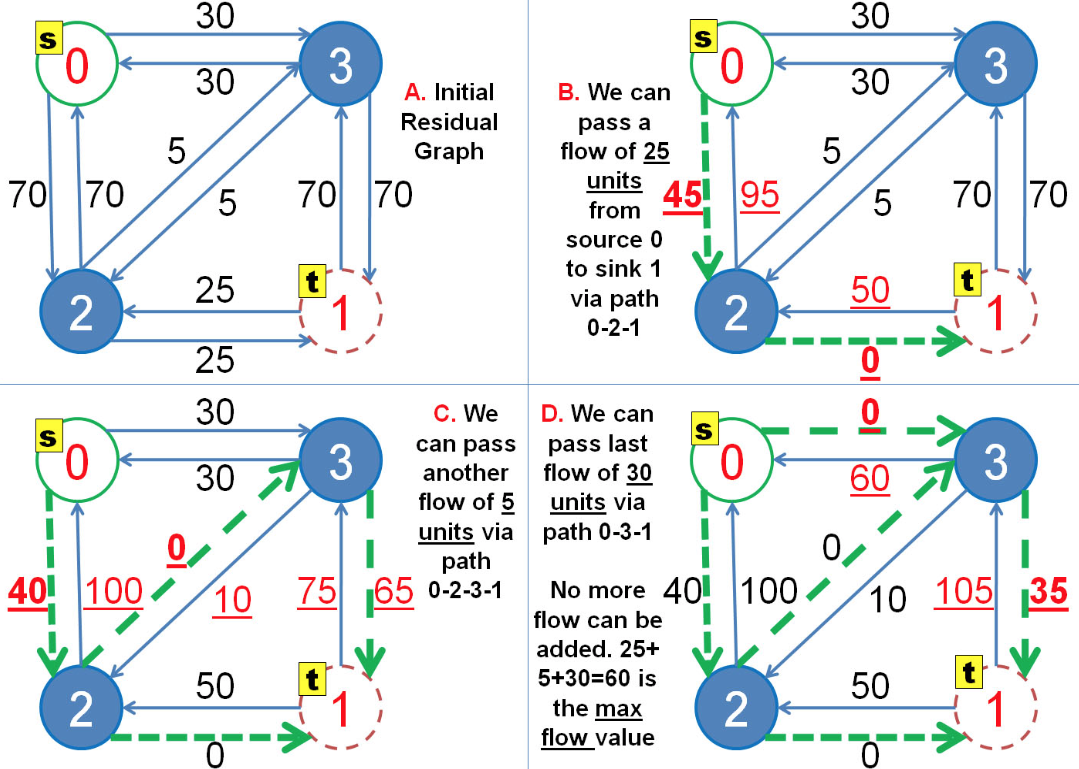 30
s
0
3
30
A. Initial
Residual
Graph
5
5
70
70
70
70
t
25
2
1
25
30
s
0
3
30
B. We can
pass a
flow of 25
units
from
source 0
to sink 1
via path
0-2-1
5
5
45
95
70
70
t
50
2
1
0
30
s
0
3
30
C. We
can pass
another
flow of 5
units via
path
0-2-3-1
0
40
100
10
75
65
t
50
2
1
0
0
s
0
3
60
D. We can
pass last
flow of 30
units via
path 0-3-1
No more
flow can be
added. 25+
5+30=60 is
the max
flow value
0
40
100
10
105
35
t
50
2
1
0